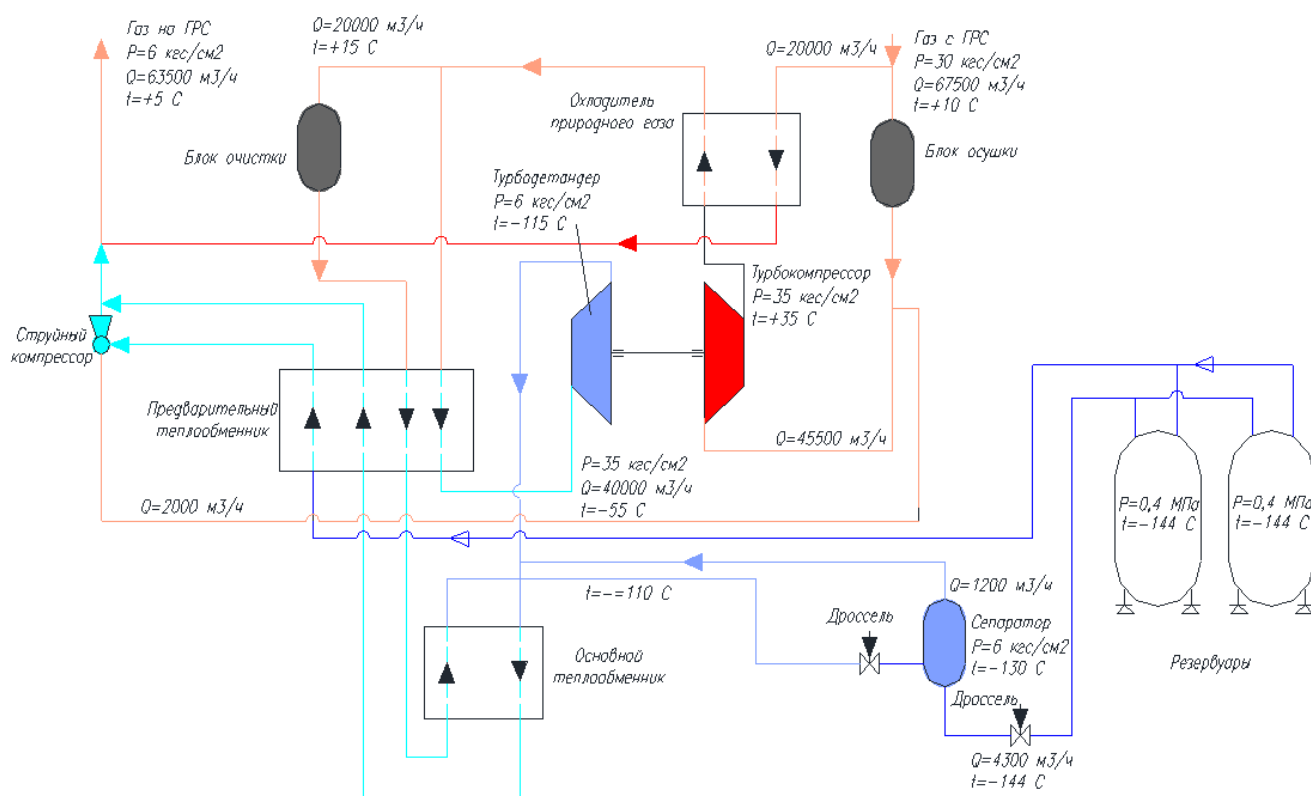 Газ на ГРС
Р=6 кгс/см2
Q=63500 м3/ч
t=+5 С
Q=20000 м3/ч
t=+15 С
Q=20000 м3/ч
Газ с ГРС
Р=30 кгс/см2
Q=67500 м3/ч
t=+10 С
Охладитель
природного газа
Блок очистки
Блок осушки
Турбодетандер
Р=6 кгс/см2
t=-115 С
Турбокомпрессор
Р=35 кгс/см2
t=+35 С
Струйный
компрессор
Предварительный
теплообменник
Q=45500 м3/ч
Р=35 кгс/см2
Q=40000 м3/ч
t=-55 С
Q=2000 м3/ч
Р=0,4 МПа
t=-144 С
Р=0,4 МПа
t=-144 С
t=-=110 С
Q=1200 м3/ч
Дроссель
Сепаратор
Р=6 кгс/см2
t=-130 С
Основной
теплообменник
Резервуары
Дроссель
Q=4300 м3/ч
t=-144 С